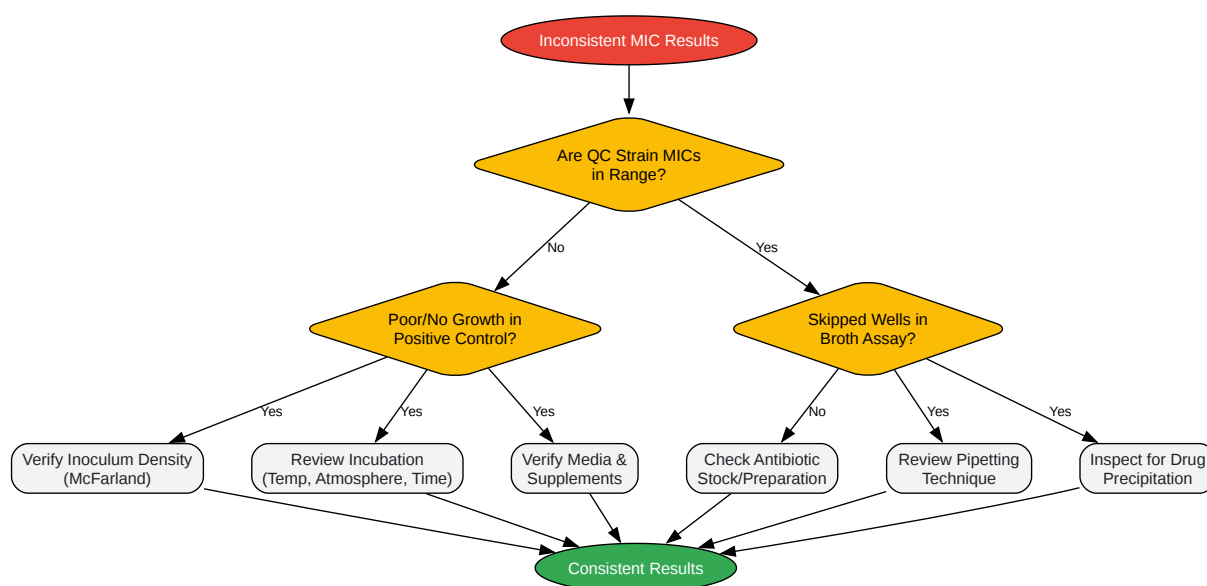 Inconsistent MIC Results
Are QC Strain MICs
in Range?
No
Yes
Poor/No Growth in
Positive Control?
Skipped Wells in
Broth Assay?
Yes
Yes
Yes
No
Yes
Yes
Verify Inoculum Density
(McFarland)
Review Incubation
(Temp, Atmosphere, Time)
Verify Media &
Supplements
Check Antibiotic
Stock/Preparation
Review Pipetting
Technique
Inspect for Drug
Precipitation
Consistent Results